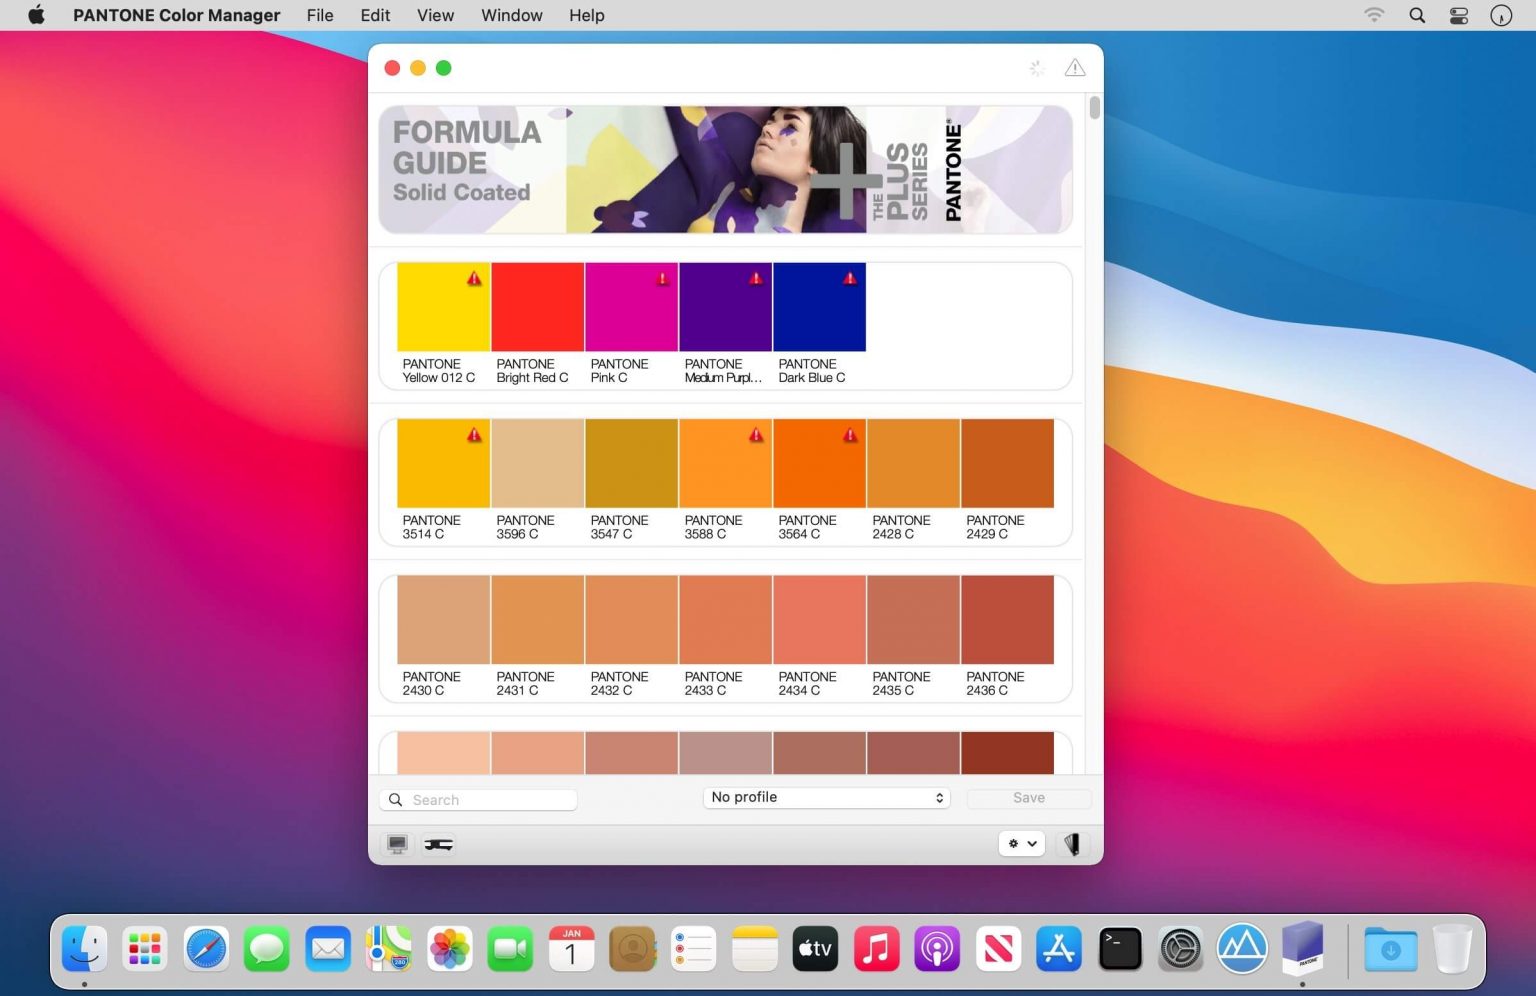 PANTONE Color Manager File Edit View Window Help
FORMULA
GUIDE
Solid Coated
THE PLUS SERIES
PANTONE®
PANTONE PANTONE PANTONE PANTONE PANTONE
Yellow 012 C Bright Red C Pink C Medium Purpl... Dark Blue C
PANTONE PANTONE PANTONE PANTONE PANTONE PANTONE PANTONE
3514 C 3596 C 3547 C 3588 C 3564 C 2428 C 2429 C
PANTONE PANTONE PANTONE PANTONE PANTONE PANTONE PANTONE
2430 C 2431 C 2432 C 2433 C 2434 C 2435 C 2436 C
Search No profile Save
JAN
1
280
tv
>_
PANTONE